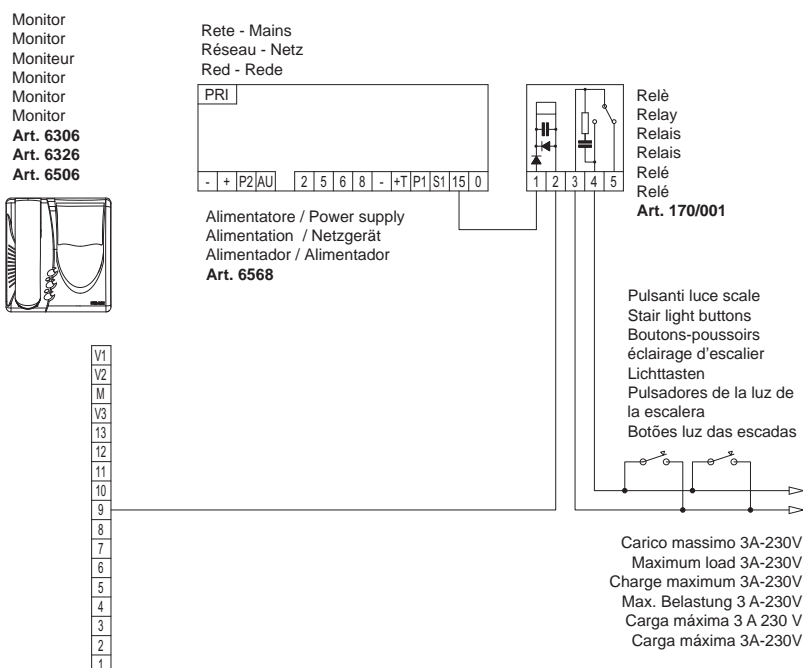 Monitor
Monitor
Moniteur
Monitor
Monitor
Monitor
Art. 6306
Art. 6326
Art. 6506
Rete - Mains
Réseau - Netz
Red - Rede
PRI
- + P2 AU 2 5 6 8 - +T P1 S1 15 0
Alimentatore / Power supply
Alimentation / Netzgerät
Alimentador / Alimentador
Art. 6568
1 2 3 4 5
Relè
Relay
Relais
Relais
Relé
Relé
Art. 170/001
Pulsanti luce scale
Stair light buttons
Boutons-poussoirs
éclairage d'escalier
Lichttasten
Pulsadores de la luz de
la escalera
Botões luz das escadas
V1
V2
M
V3
13
12
11
10
9
8
7
6
5
4
3
2
1
Carico massimo 3A-230V
Maximum load 3A-230V
Charge maximum 3A-230V
Max. Belastung 3 A-230V
Carga máxima 3 A 230 V
Carga máxima 3A-230V